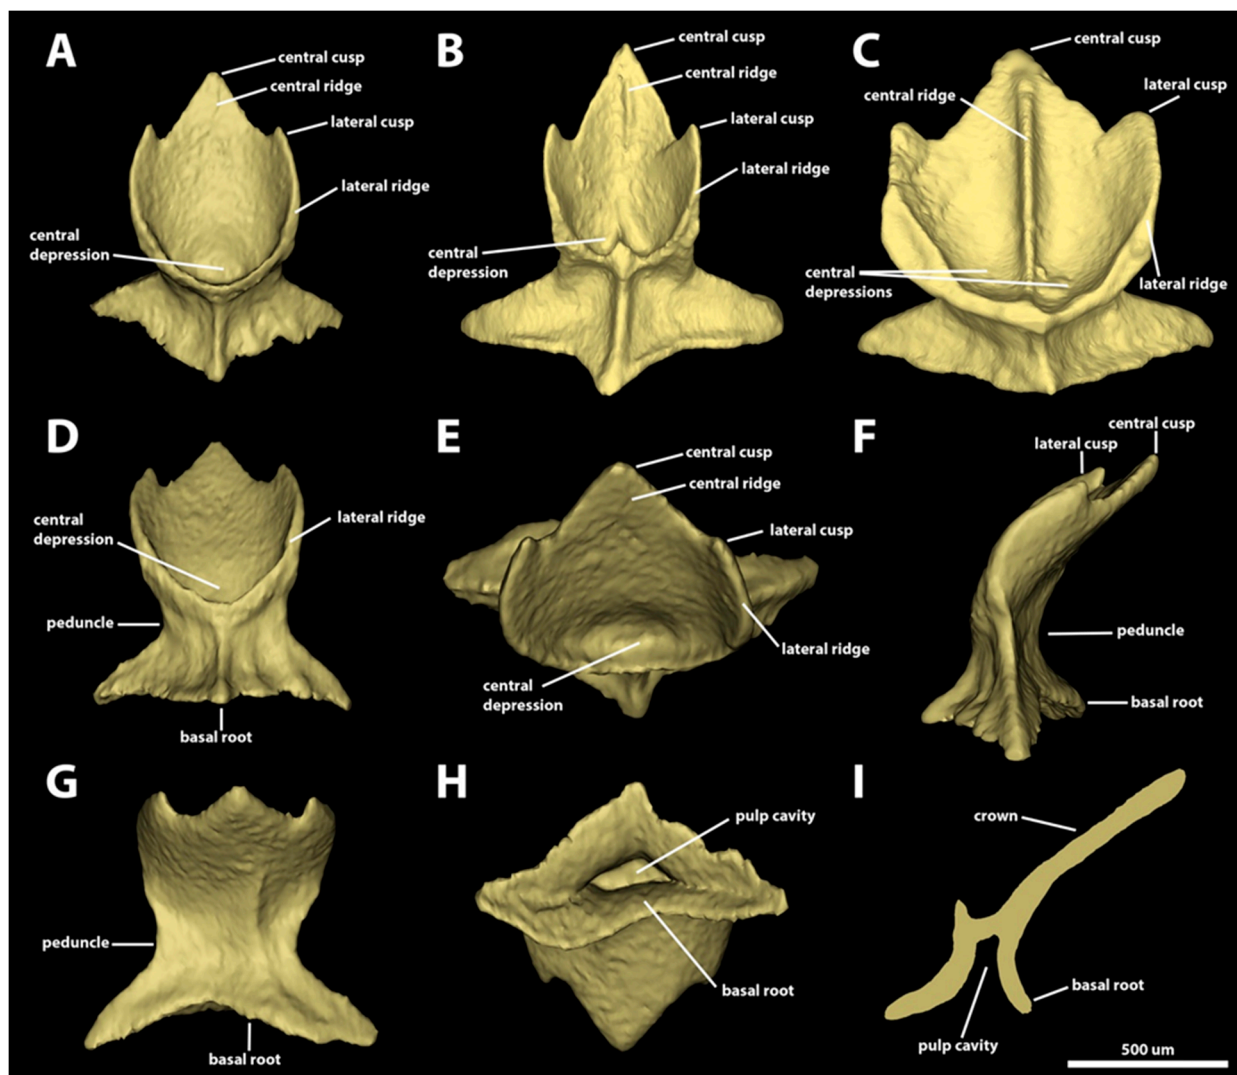 A
central cusp
central ridge
lateral cusp
lateral ridge
central
depression
B
central cusp
central ridge
lateral cusp
lateral ridge
central
depression
C
central cusp
lateral cusp
central ridge
central
depressions
lateral ridge
D
central
depression
lateral ridge
peduncle
basal root
E
central cusp
central ridge
lateral cusp
lateral ridge
central
depression
F
central cusp
lateral cusp
peduncle
basal root
G
peduncle
basal root
H
pulp cavity
basal root
I
crown
basal root
pulp cavity
500 um